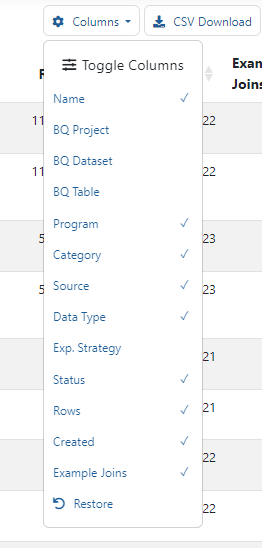 Columns
CSV Download
Toggle Columns
Exam
Joins
Name ✓
11 22
BQ Project
BQ Dataset
11 22
BQ Table
Program ✓
5 23
Category ✓
Source ✓
5 23
Data Type ✓
Exp. Strategy
21
Status ✓
Rows ✓
21
Created ✓
22
Example Joins ✓
Restore
22